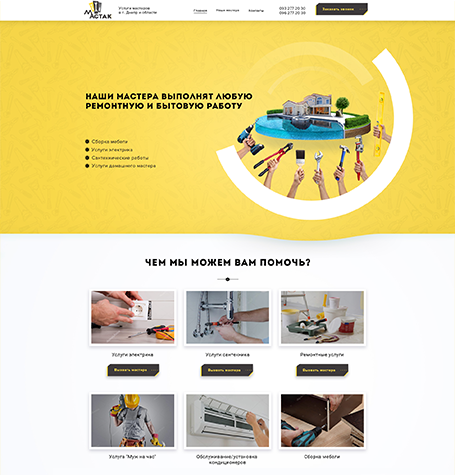 МАСТАК
Услуги мастеров
в г. Днепр и области
Главная
Наши мастера
Контакты
093 277 20 30
096 277 20 30
Заказать звонок
НАШИ МАСТЕРА ВЫПОЛНЯТ ЛЮБУЮ
РЕМОНТНУЮ И БЫТОВУЮ РАБОТУ
Сборка мебели
Услуги электрика
Сантехнические работы
Услуги домашнего мастера
ЧЕМ МЫ МОЖЕМ ВАМ ПОМОЧЬ?
Услуги электрика
Услуги сантехника
Ремонтные услуги
Вызвать мастера
Вызвать мастера
Вызвать мастера
Услуга "Муж на час"
Обслуживание/установка
кондиционеров
Сборка мебели